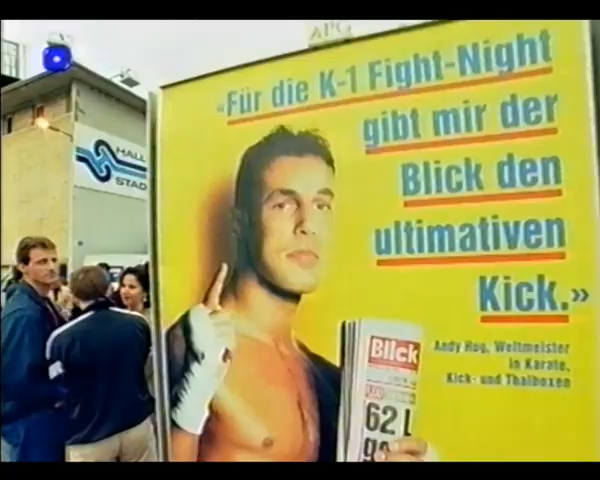 «Für die K-1 Fight-Night
gibt mir der
Blick den
ultimativen
Kick.»
Andy Hug, Weltmeister
in Karate,
Kick- und Thaiboxen
HALL
STAD
Blick
62 L